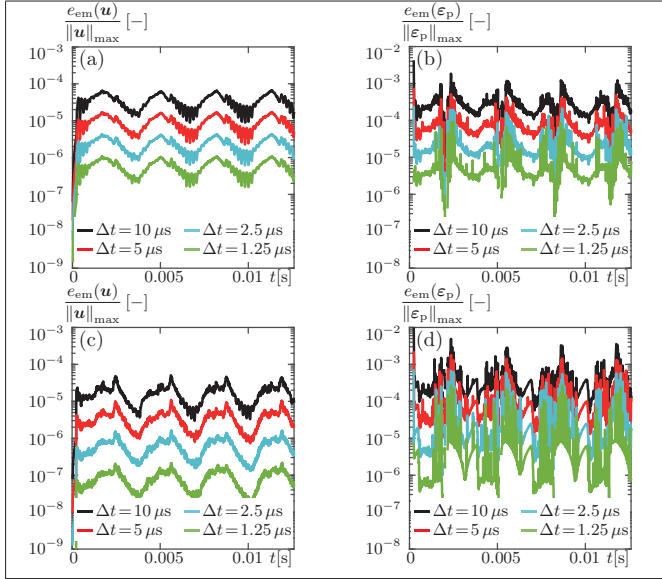 e_em(u)/‖u‖_max [−]
(a)
10^−3
10^−4
10^−5
10^−6
10^−7
10^−8
10^−9
Δt = 10 μs Δt = 2.5 μs
Δt = 5 μs Δt = 1.25 μs
0 0.005 0.01 t[s]
e_em(ε_p)/‖ε_p‖_max [−]
(b)
10^−2
10^−3
10^−4
10^−5
10^−6
10^−7
10^−8
Δt = 10 μs Δt = 2.5 μs
Δt = 5 μs Δt = 1.25 μs
0 0.005 0.01 t[s]
e_em(u)/‖u‖_max [−]
(c)
10^−3
10^−4
10^−5
10^−6
10^−7
10^−8
10^−9
Δt = 10 μs Δt = 2.5 μs
Δt = 5 μs Δt = 1.25 μs
0 0.005 0.01 t[s]
e_em(ε_p)/‖ε_p‖_max [−]
(d)
10^−2
10^−3
10^−4
10^−5
10^−6
10^−7
10^−8
Δt = 10 μs Δt = 2.5 μs
Δt = 5 μs Δt = 1.25 μs
0 0.005 0.01 t[s]